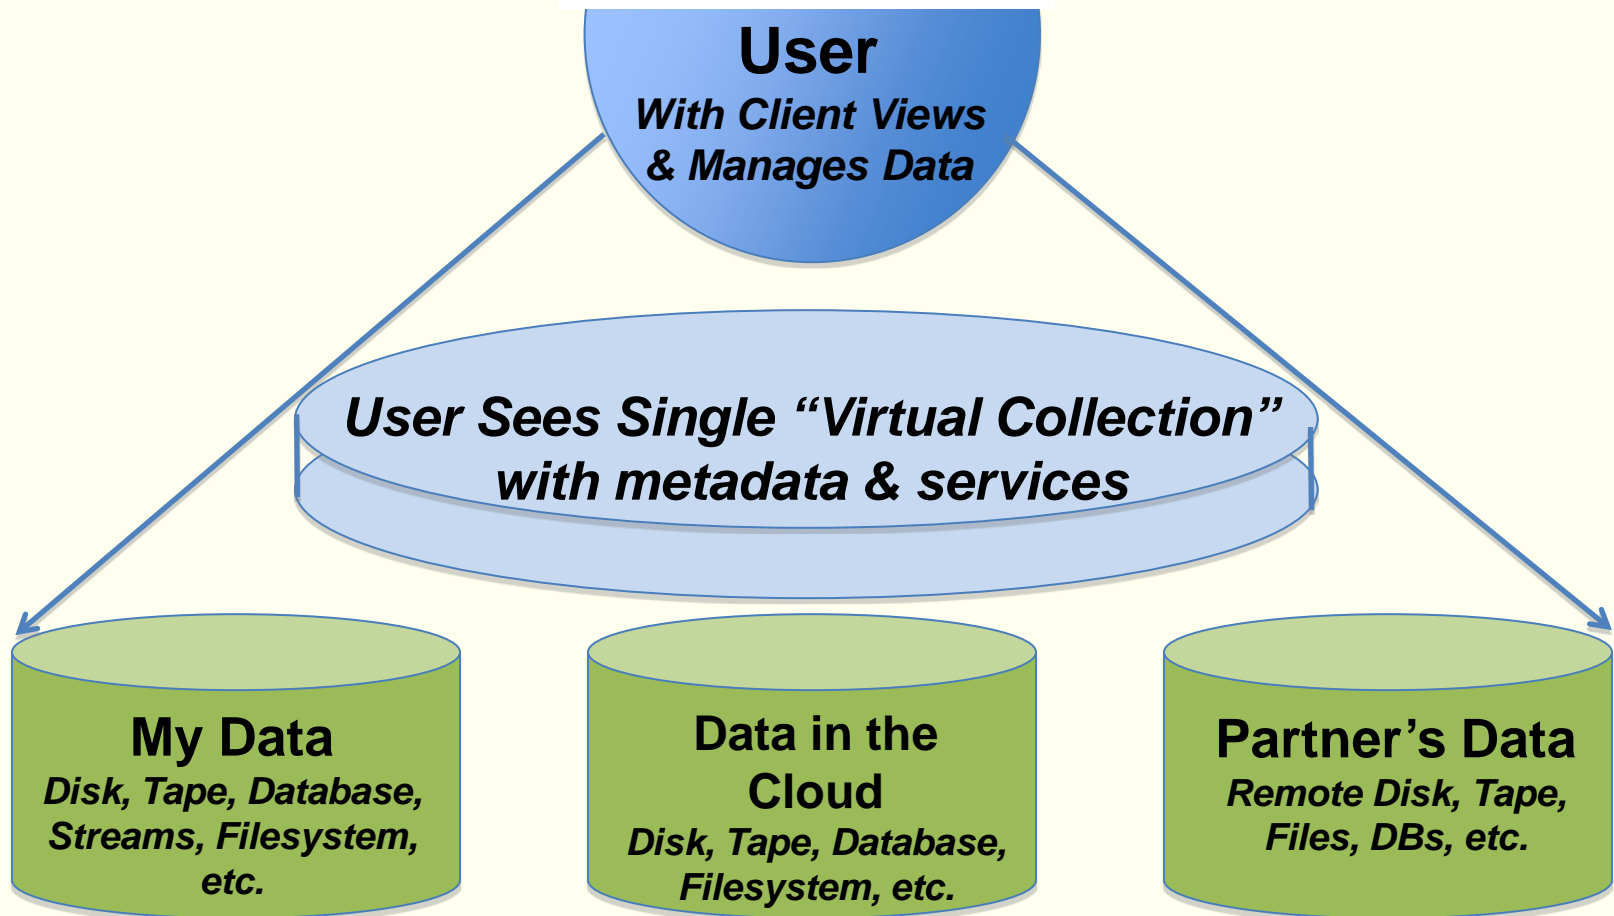 User
With Client Views
& Manages Data
User Sees Single “Virtual Collection”
with metadata & services
My Data
Disk, Tape, Database,
Streams, Filesystem,
etc.
Data in the
Cloud
Disk, Tape, Database,
Filesystem, etc.
Partner’s Data
Remote Disk, Tape,
Files, DBs, etc.